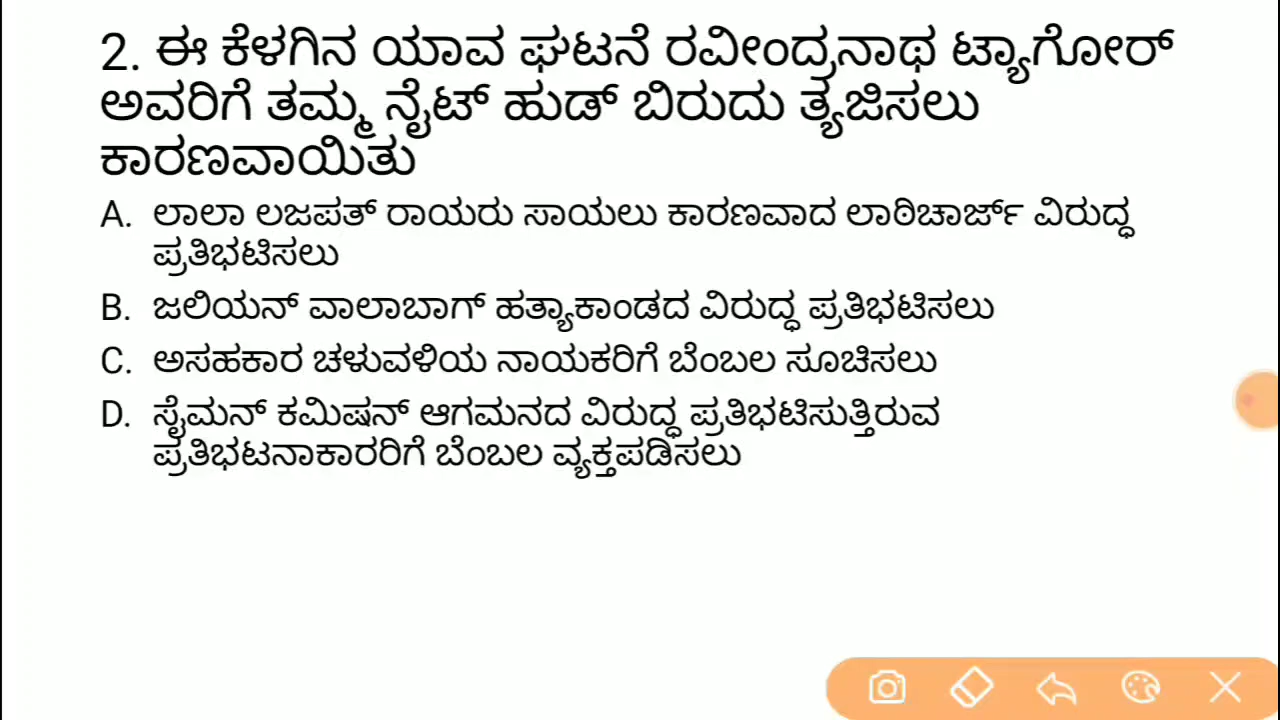 2. ಈ ಕೆಳಗಿನ ಯಾವ ಘಟನೆ ರವೀಂದ್ರನಾಥ ಟ್ಯಾಗೋರ್
ಅವರಿಗೆ ತಮ್ಮ ನೈಟ್ ಹುಡ್ ಬಿರುದು ತ್ಯಜಿಸಲು
ಕಾರಣವಾಯಿತು
A. ಲಾಲಾ ಲಜಪತ್ ರಾಯರು ಸಾಯಲು ಕಾರಣವಾದ ಲಾಠಿಚಾರ್ಜ್ ವಿರುದ್ಧ
ಪ್ರತಿಭಟಿಸಲು
B. ಜಲಿಯನ್ ವಾಲಾಬಾಗ್ ಹತ್ಯಾಕಾಂಡದ ವಿರುದ್ಧ ಪ್ರತಿಭಟಿಸಲು
C. ಅಸಹಕಾರ ಚಳುವಳಿಯ ನಾಯಕರಿಗೆ ಬೆಂಬಲ ಸೂಚಿಸಲು
D. ಸೈಮನ್ ಕಮಿಷನ್ ಆಗಮನದ ವಿರುದ್ಧ ಪ್ರತಿಭಟಿಸುತ್ತಿರುವ
ಪ್ರತಿಭಟನಾಕಾರರಿಗೆ ಬೆಂಬಲ ವ್ಯಕ್ತಪಡಿಸಲು